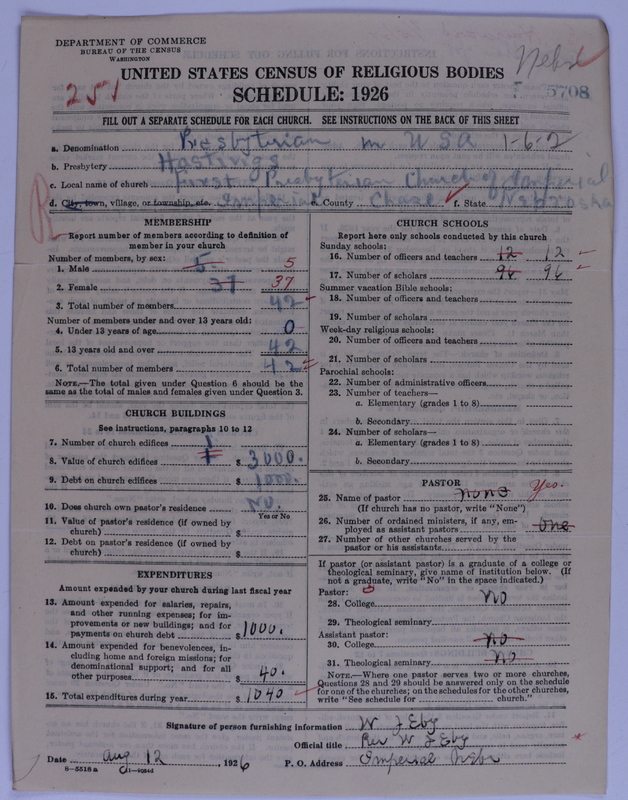 DEPARTMENT OF COMMERCE
BUREAU OF THE CENSUS
WASHINGTON
Nebr
UNITED STATES CENSUS OF RELIGIOUS BODIES
251
SCHEDULE: 1926
5708
FILL OUT A SEPARATE SCHEDULE FOR EACH CHURCH. SEE INSTRUCTIONS ON THE BACK OF THIS SHEET
a. Denomination Presbyterian in USA 1-6-2
b. Presbytery Hastings
c. Local name of church First Presbyterian Church of Imperial
d. City, town, village, or township, etc. Imperial e. County Chase f. State Nebraska
MEMBERSHIP
Report number of members according to definition of
member in your church
Number of members, by sex:
1. Male 5. 5
2. Female 37 37
3. Total number of members 42
Number of members under and over 13 years old:
4. Under 13 years of age 0
5. 13 years old and over 42
6. Total number of members 42
NOTE.—The total given under Question 6 should be the
same as the total of males and females given under Question 3.
CHURCH BUILDINGS
See instructions, paragraphs 10 to 12
7. Number of church edifices 1
8. Value of church edifices 1 $ 3000.
9. Debt on church edifices $ 1000.
10. Does church own pastor's residence No.
Yes or No
11. Value of pastor's residence (if owned by
church) $
12. Debt on pastor's residence (if owned by
church) $
EXPENDITURES
Amount expended by your church during last fiscal year
13. Amount expended for salaries, repairs,
and other running expenses; for im-
provements or new buildings; and for
payments on church debt $ 1000.
14. Amount expended for benevolences, in-
cluding home and foreign missions; for
denominational support; and for all
other purposes $ 40.
15. Total expenditures during year $ 1040
CHURCH SCHOOLS
Report here only schools conducted by this church
Sunday schools:
16. Number of officers and teachers 12 12
17. Number of scholars 96 96
Summer vacation Bible schools:
18. Number of officers and teachers
19. Number of scholars
Week-day religious schools:
20. Number of officers and teachers
21. Number of scholars
Parochial schools:
22. Number of administrative officers
23. Number of teachers—
a. Elementary (grades 1 to 8)
b. Secondary
24. Number of scholars—
a. Elementary (grades 1 to 8)
b. Secondary
PASTOR
25. Name of pastor none Yes.
(If church has no pastor, write "None")
26. Number of ordained ministers, if any, em-
ployed as assistant pastors one
27. Number of other churches served by the
pastor or his assistants
If pastor (or assistant pastor) is a graduate of a college or
theological seminary, give name of institution below. (If
not a graduate, write "No" in the space indicated.)
Pastor:
28. College No
29. Theological seminary
Assistant pastor:
30. College No
31. Theological seminary No
NOTE.—Where one pastor serves two or more churches,
Questions 28 and 29 should be answered only on the schedule
for one of the churches; on the schedules for the other churches,
write "See schedule for church."
Signature of person furnishing information W J Eby
Official title Rev W J Eby
Date Aug 12, 1926 P. O. Address Imperial Nebr
8—5518 a